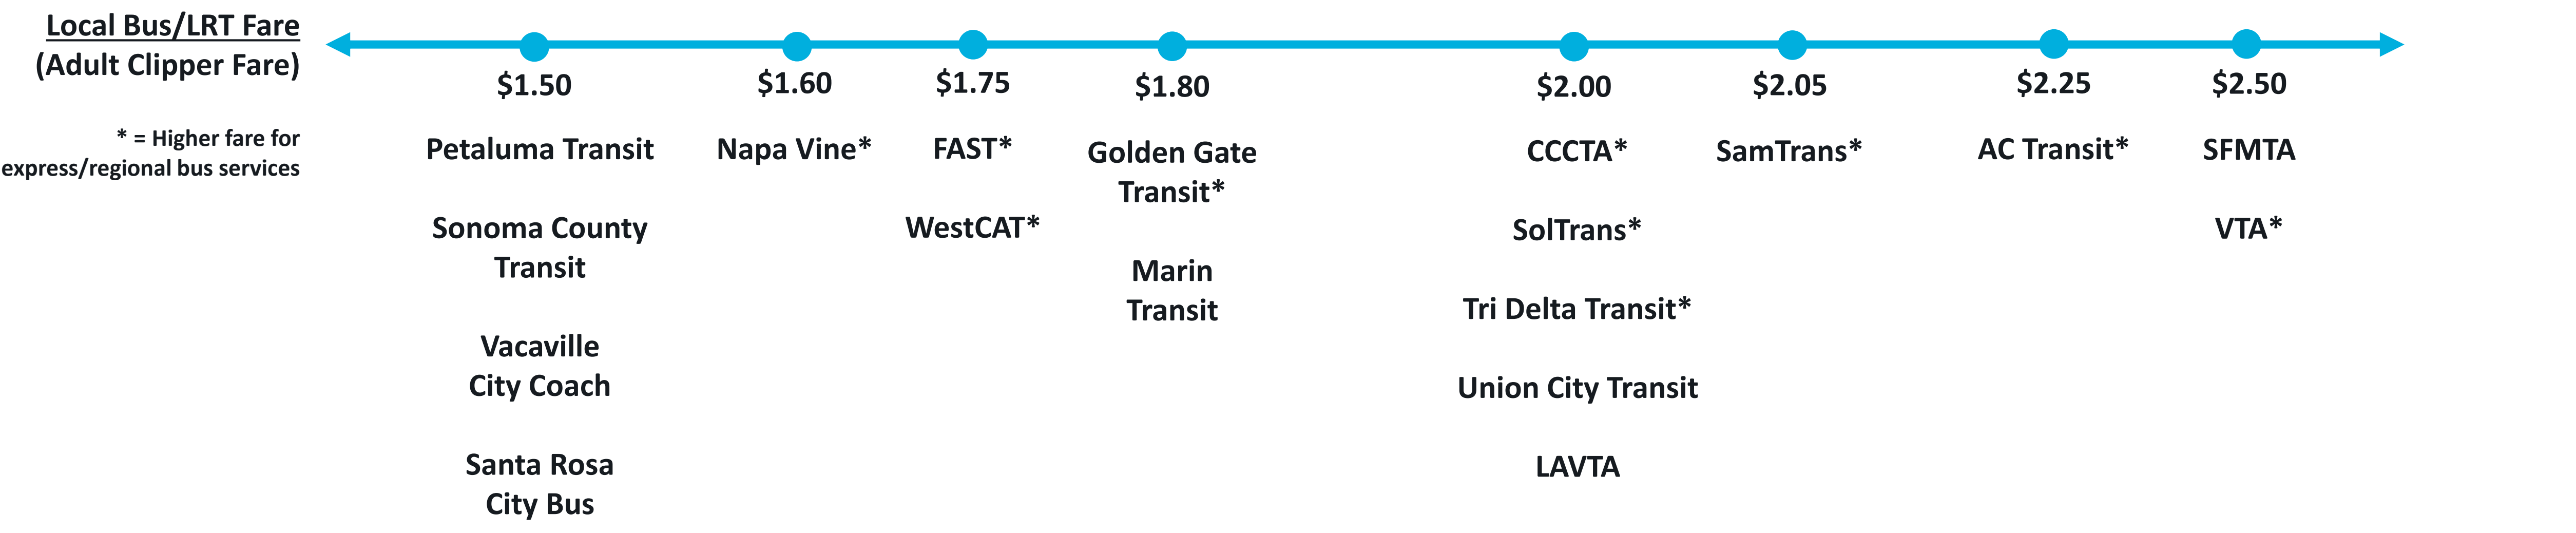 Local Bus/LRT Fare
(Adult Clipper Fare)
* = Higher fare for
express/regional bus services
$1.50
Petaluma Transit
Sonoma County
Transit
Vacaville
City Coach
Santa Rosa
City Bus
$1.60
Napa Vine*
$1.75
FAST*
WestCAT*
$1.80
Golden Gate
Transit*
Marin
Transit
$2.00
CCCTA*
SolTrans*
Tri Delta Transit*
Union City Transit
LAVTA
$2.05
SamTrans*
$2.25
AC Transit*
$2.50
SFMTA
VTA*